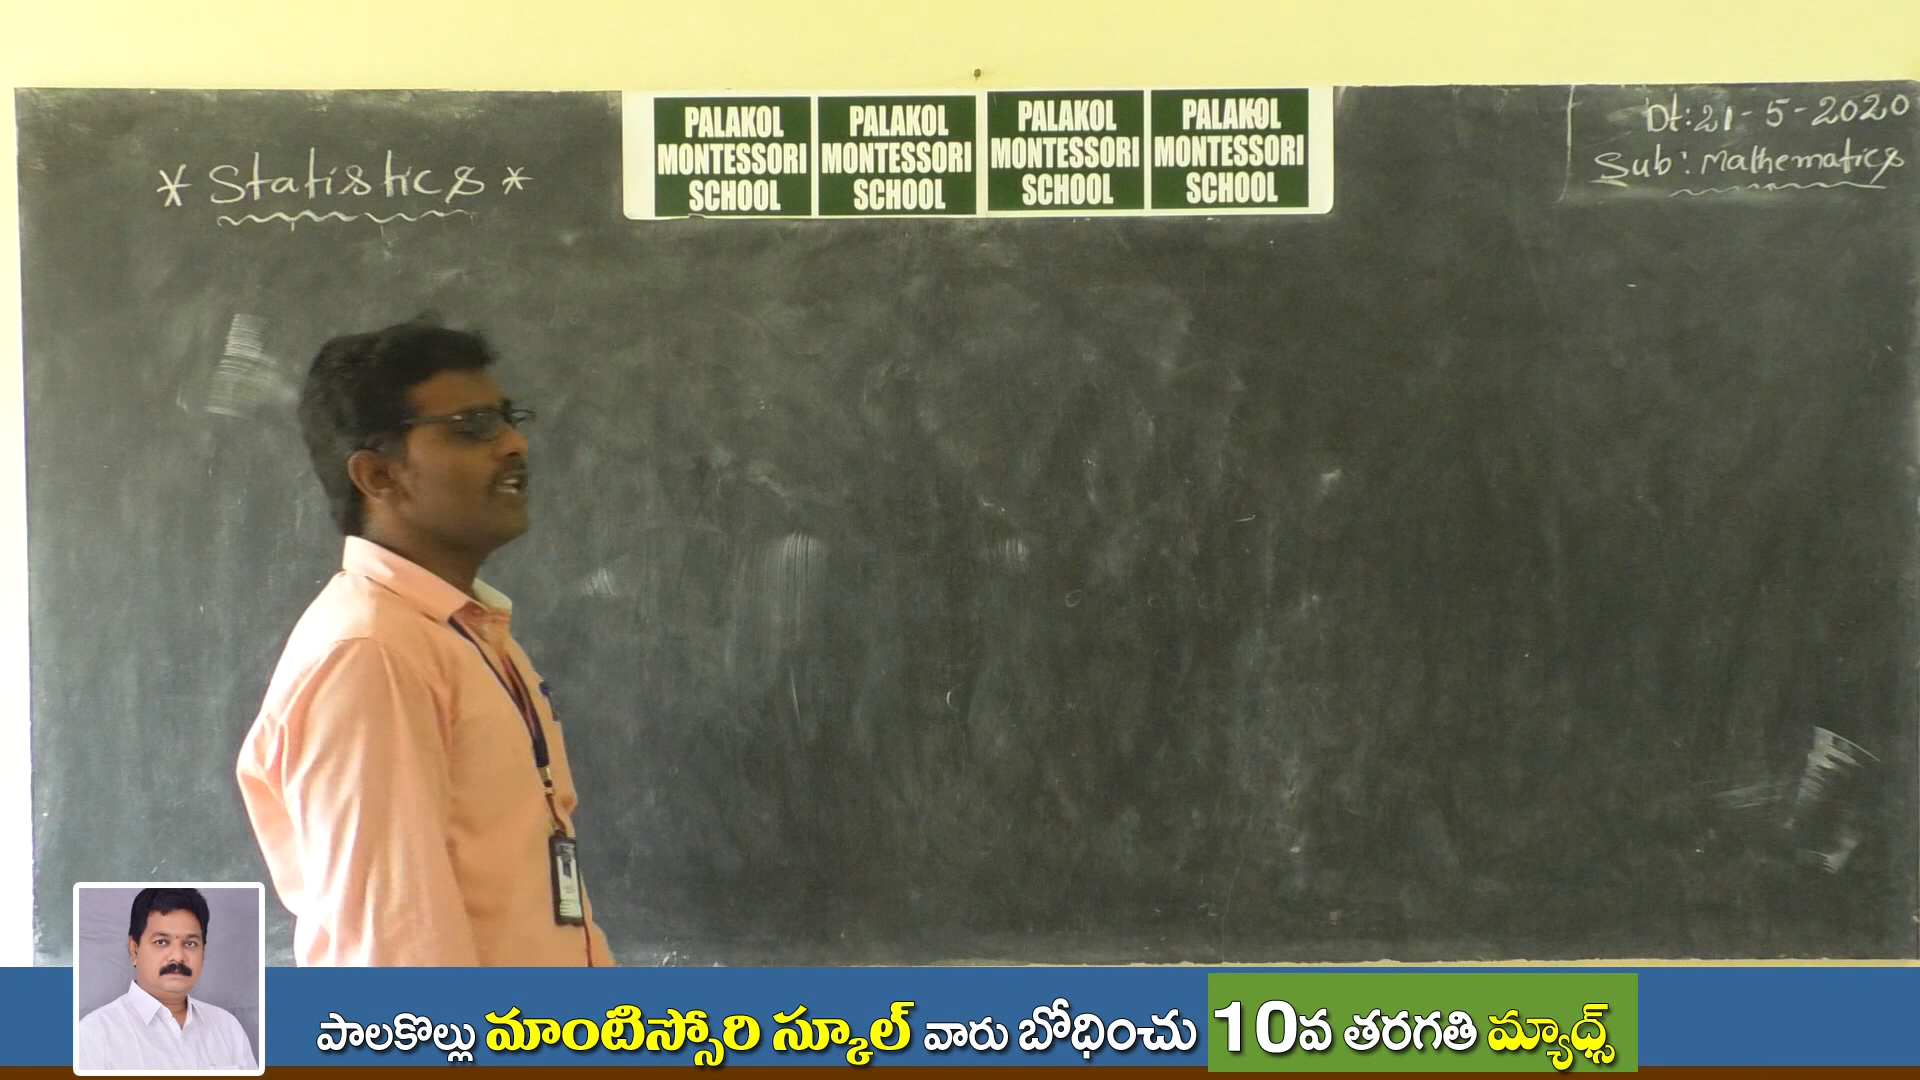 * Statistics *
PALAKOL
MONTESSORI
SCHOOL
PALAKOL
MONTESSORI
SCHOOL
PALAKOL
MONTESSORI
SCHOOL
PALAKOL
MONTESSORI
SCHOOL
Dt:21-5-2020
Sub: Mathematics
పాలకొల్లు మాంటిస్సోరి స్కూల్ వారు బోధించు 10వ తరగతి మ్యాథ్స్